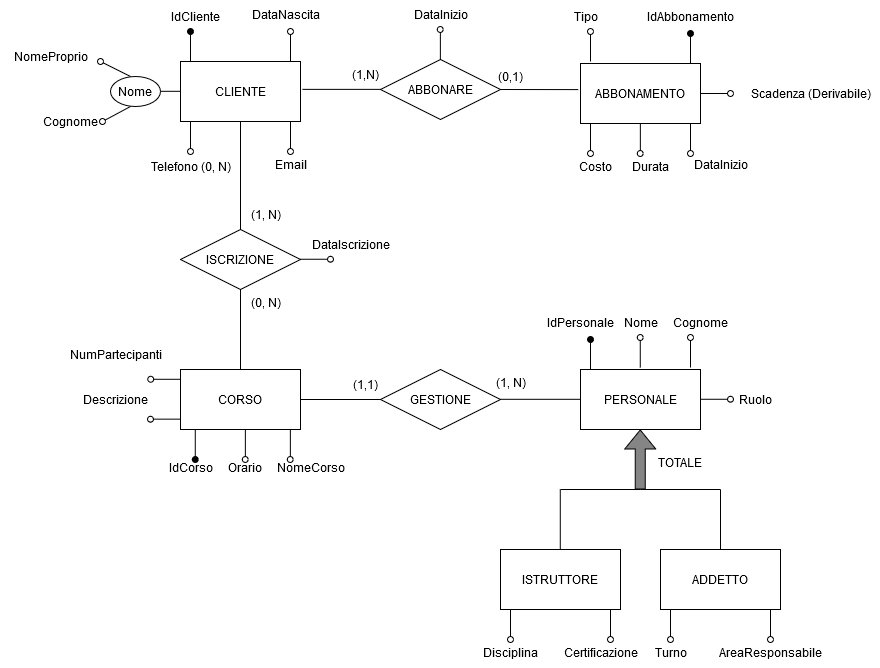 IdCliente
DataNascita
DataInizio
Tipo
IdAbbonamento
NomeProprio
Nome
CLIENTE
(1,N)
ABBONARE
(0,1)
ABBONAMENTO
Scadenza (Derivabile)
Cognome
Telefono (0, N)
Email
Costo
Durata
DataInizio
(1, N)
ISCRIZIONE
DataIscrizione
(0, N)
IdPersonale
Nome
Cognome
NumPartecipanti
Descrizione
CORSO
(1,1)
GESTIONE
(1, N)
PERSONALE
Ruolo
IdCorso
Orario
NomeCorso
TOTALE
ISTRUTTORE
ADDETTO
Disciplina
Certificazione
Turno
AreaResponsabile